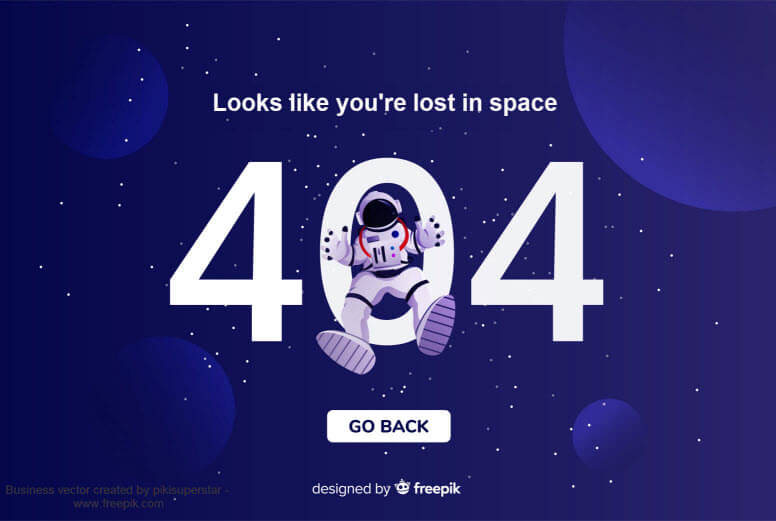 Looks like you're lost in space
404
GO BACK
designed by freepik
Business vector created by pikisuperstar -
www.freepik.com